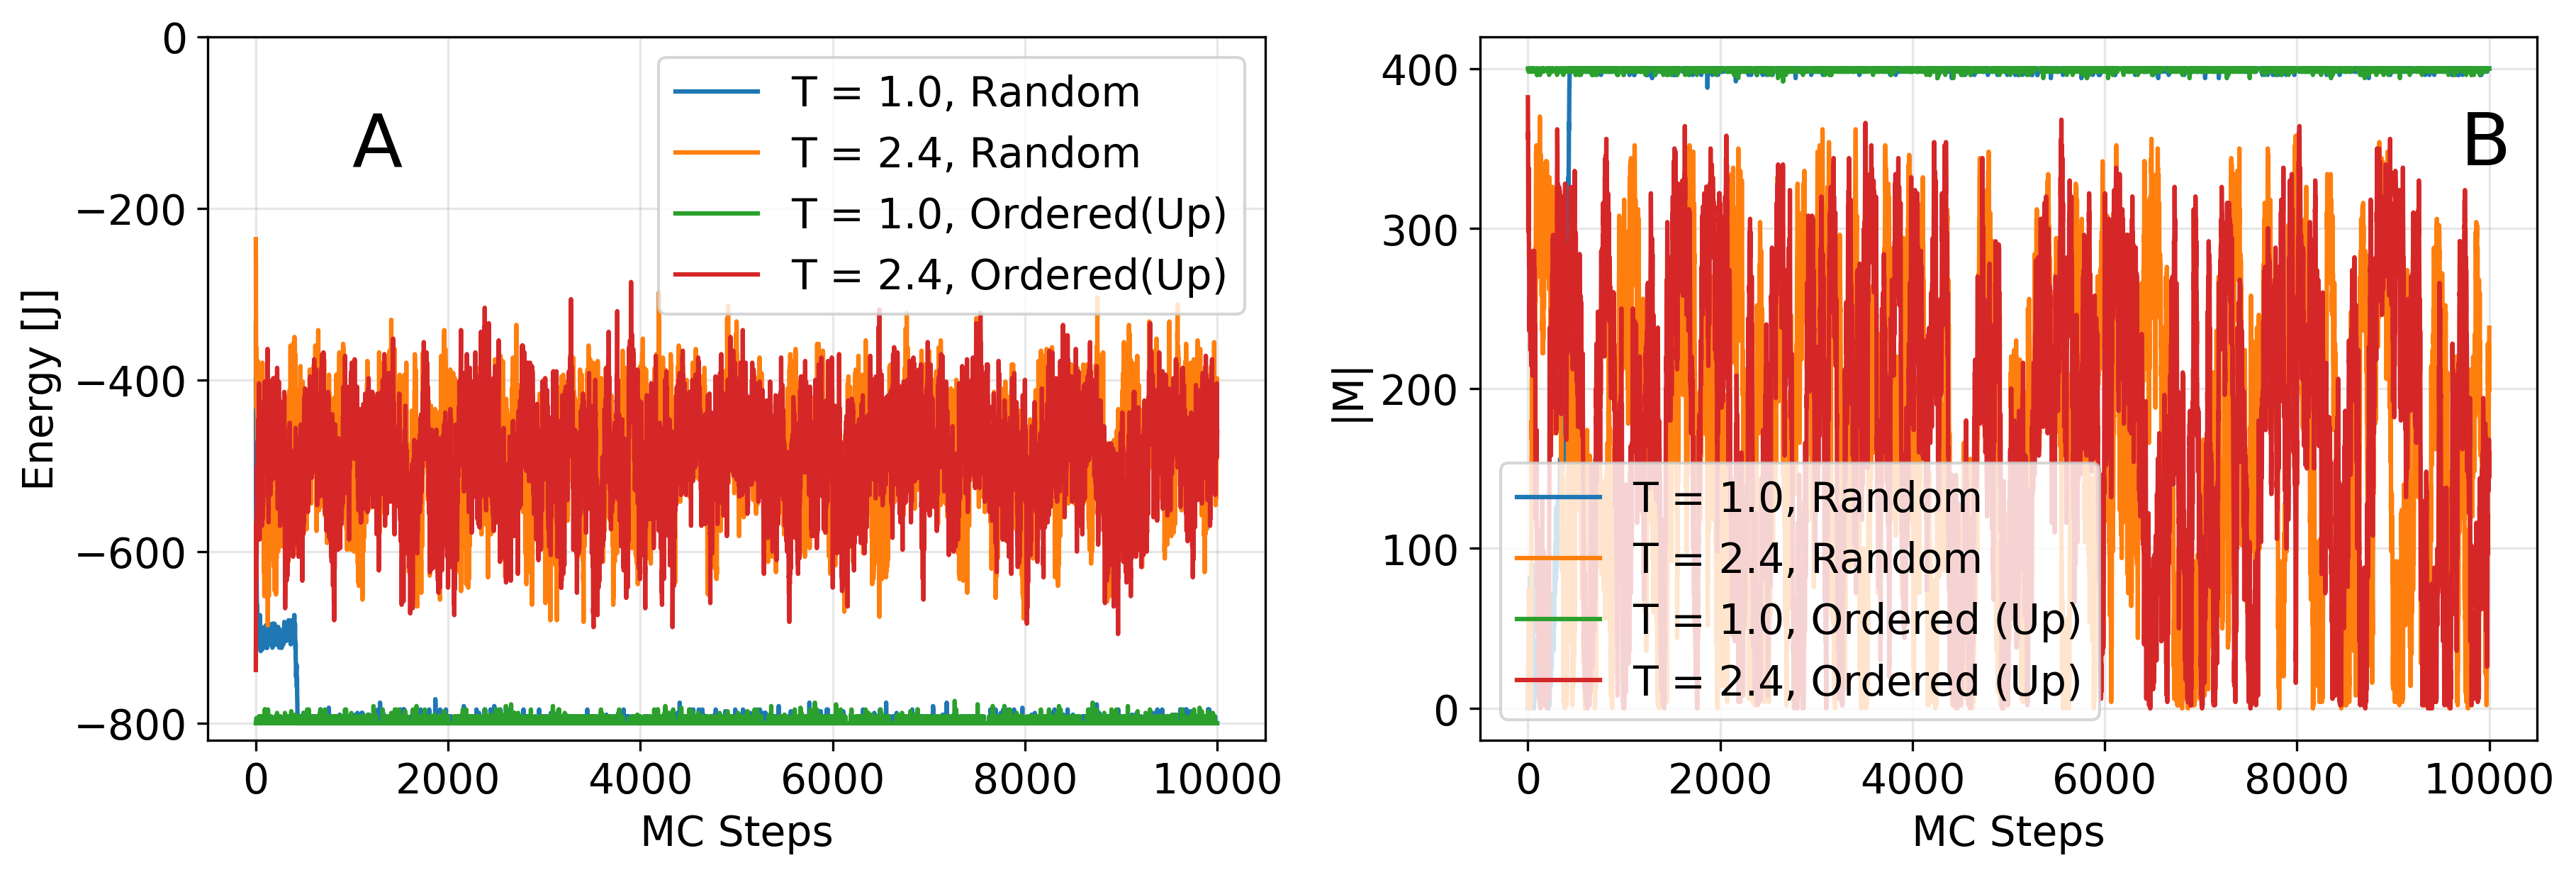 A
T = 1.0, Random
T = 2.4, Random
T = 1.0, Ordered(Up)
T = 2.4, Ordered(Up)
0
−200
−400
−600
−800
Energy [J]
0 2000 4000 6000 8000 10000
MC Steps
B
400
300
200
100
0
|M|
T = 1.0, Random
T = 2.4, Random
T = 1.0, Ordered (Up)
T = 2.4, Ordered (Up)
0 2000 4000 6000 8000 10000
MC Steps